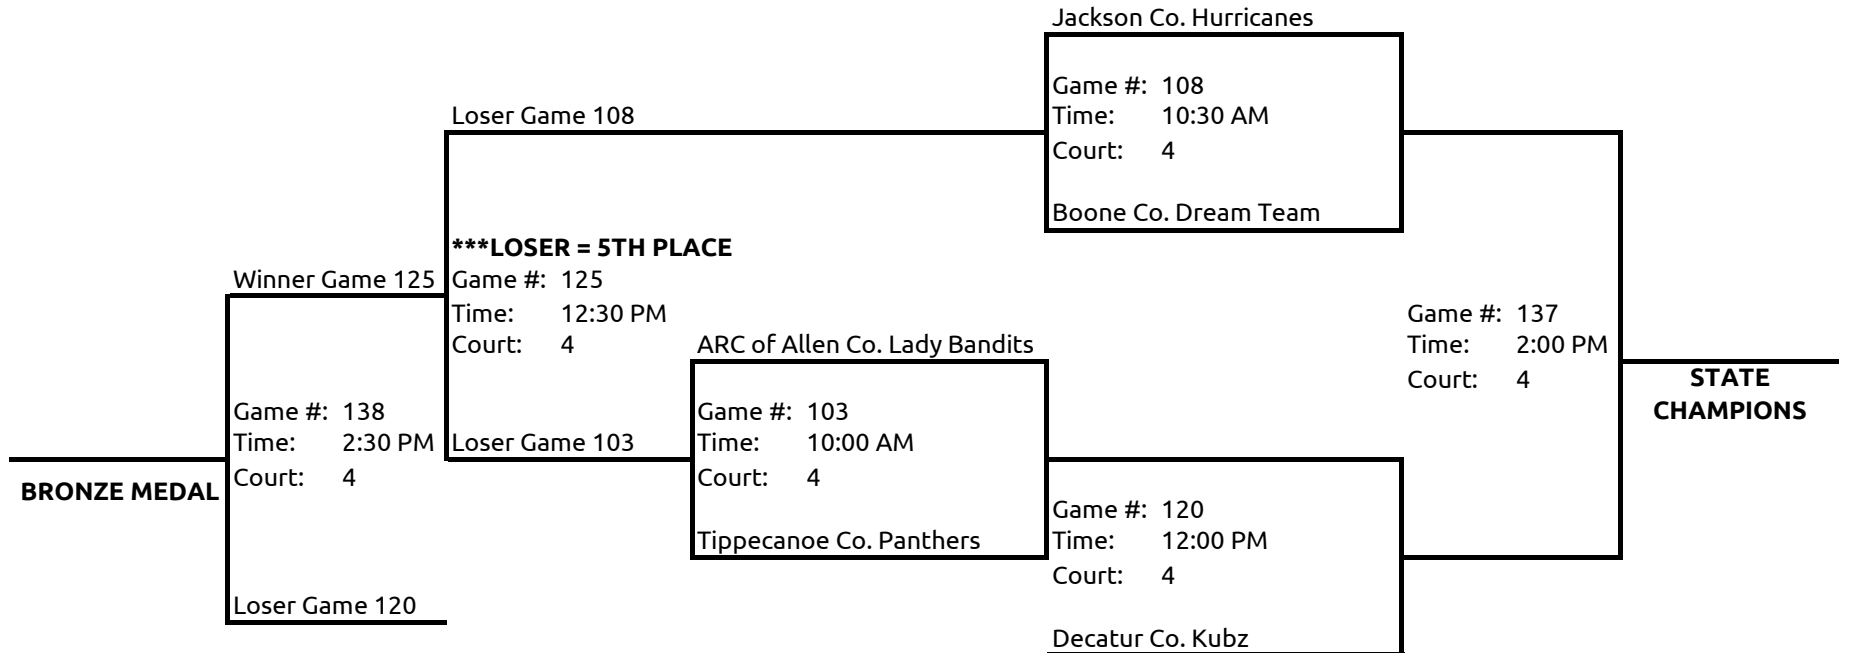 Jackson Co. Hurricanes
Game #: 108
Time: 10:30 AM
Court: 4
Boone Co. Dream Team
Loser Game 108
***LOSER = 5TH PLACE
Game #: 125
Time: 12:30 PM
Court: 4
Loser Game 103
Winner Game 125
Game #: 138
Time: 2:30 PM
Court: 4
Loser Game 120
BRONZE MEDAL
ARC of Allen Co. Lady Bandits
Game #: 103
Time: 10:00 AM
Court: 4
Tippecanoe Co. Panthers
Game #: 120
Time: 12:00 PM
Court: 4
Decatur Co. Kubz
Game #: 137
Time: 2:00 PM
Court: 4
STATE
CHAMPIONS